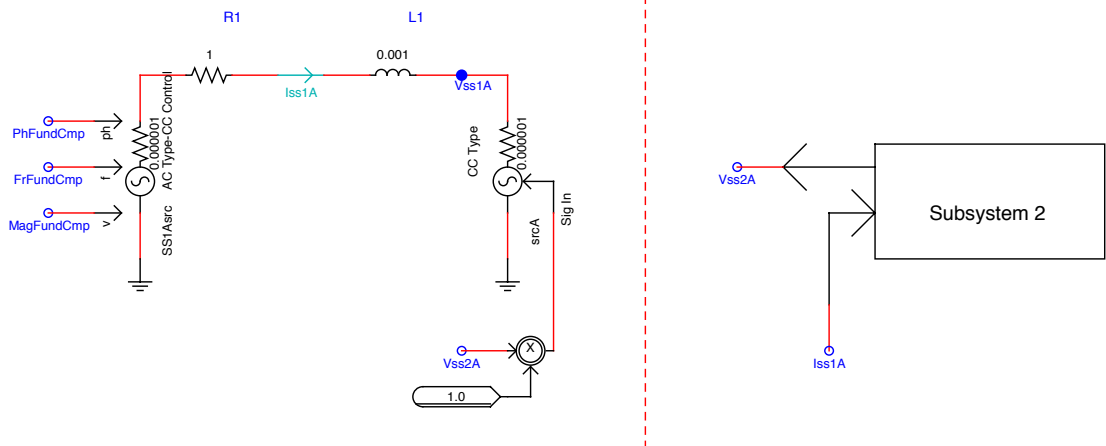 R1
L1
1
0.001
Iss1A
Vss1A
PhFundCmp
ph
0.000001
AC Type-CC Control
CC Type
0.000001
FrFundCmp
f
MagFundCmp
v
SS1Asrc
srcA
Sig In
Vss2A
X
1.0
Vss2A
Subsystem 2
Iss1A